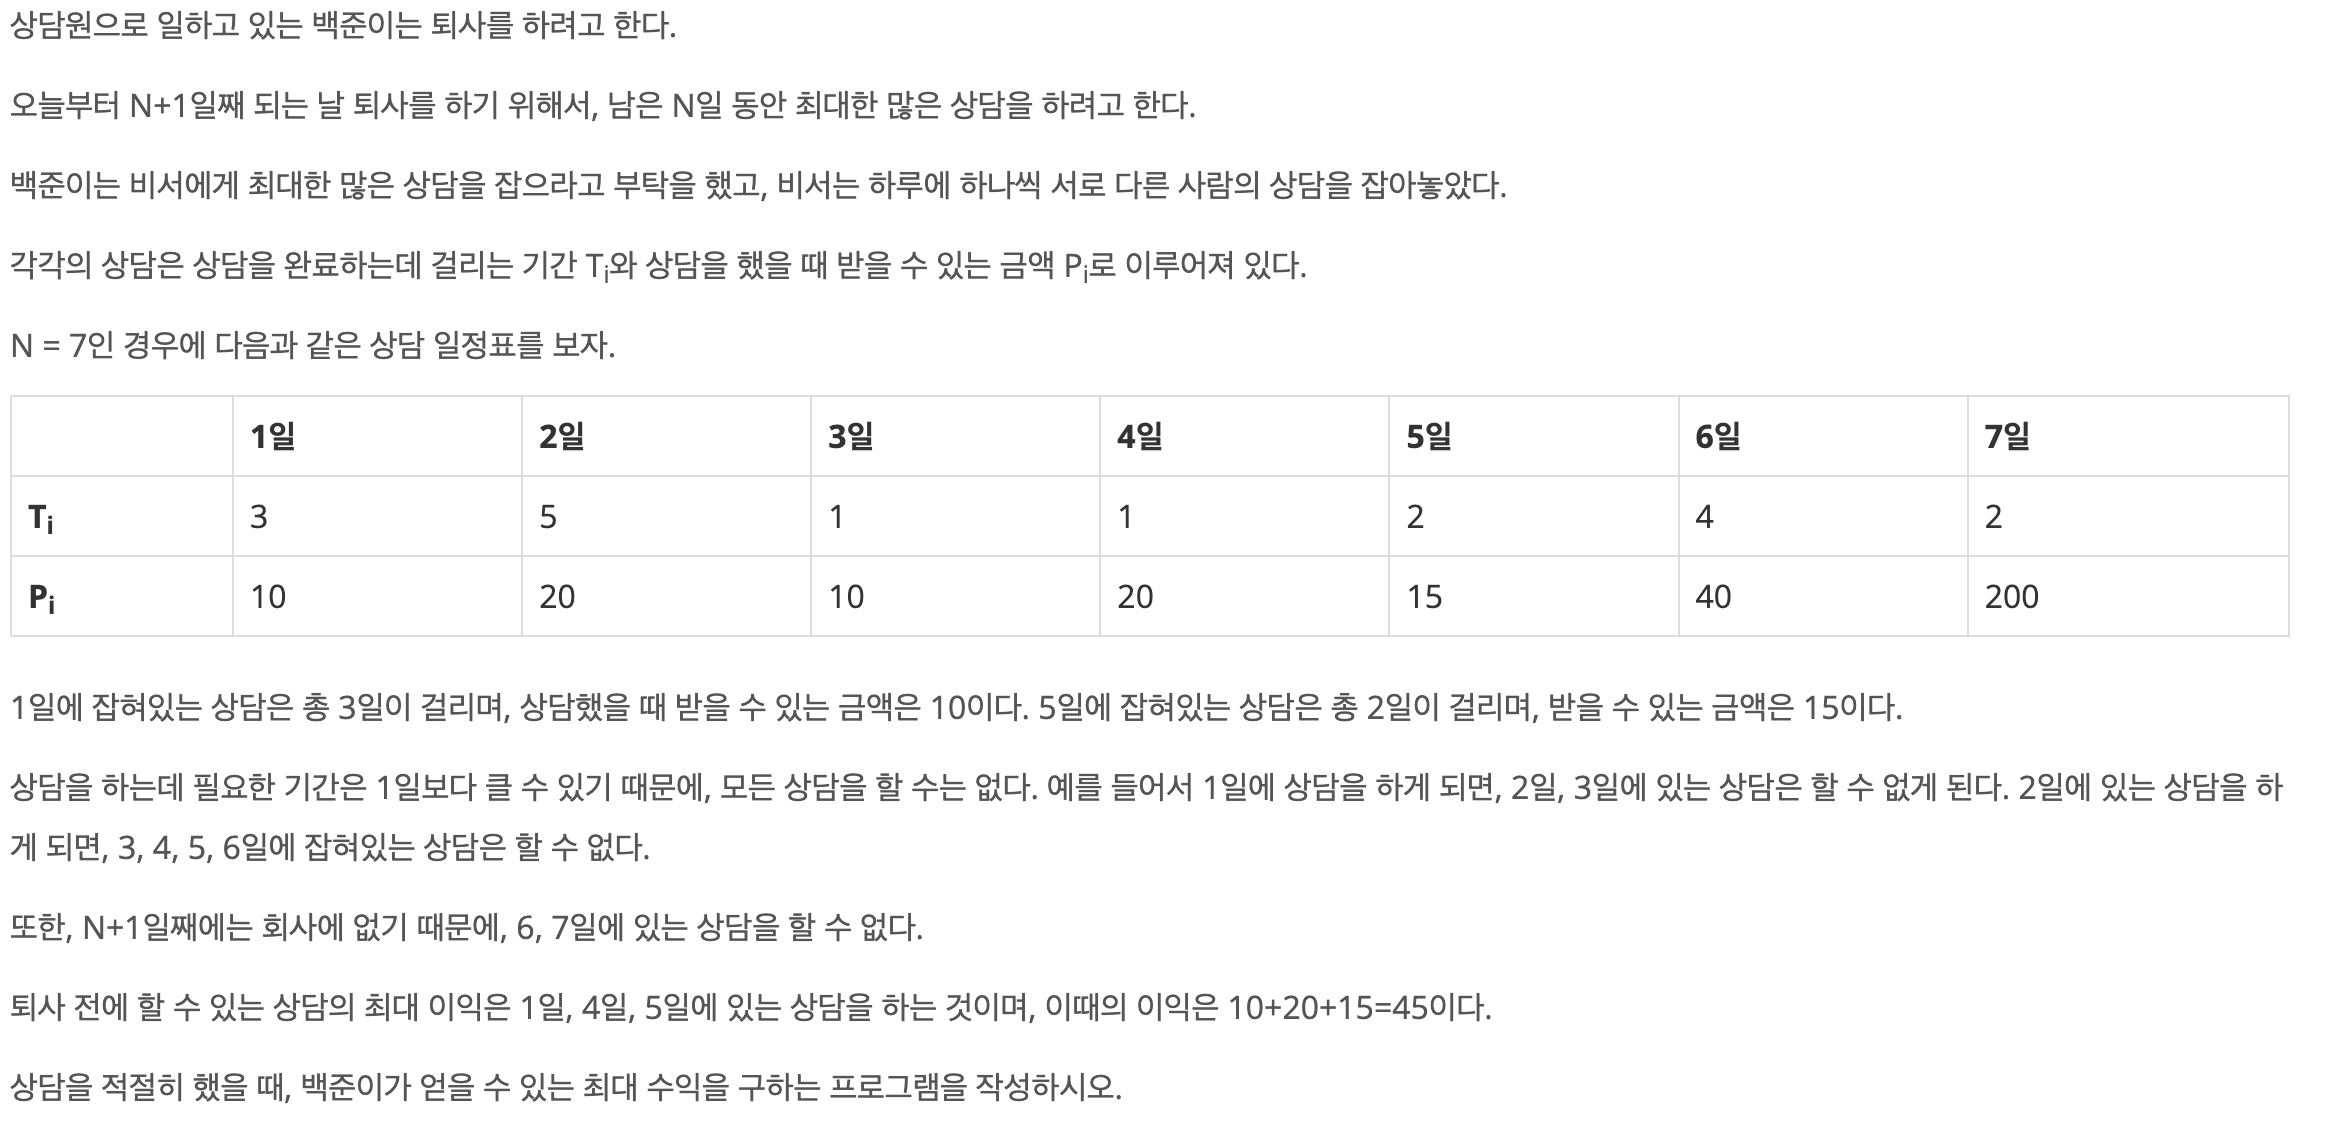 상담원으로 일하고 있는 백준이는 퇴사를 하려고 한다.
오늘부터 N+1일째 되는 날 퇴사를 하기 위해서, 남은 N일 동안 최대한 많은 상담을 하려고 한다.
백준이는 비서에게 최대한 많은 상담을 잡으라고 부탁을 했고, 비서는 하루에 하나씩 서로 다른 사람의 상담을 잡아놓았다.
각각의 상담은 상담을 완료하는데 걸리는 기간 Ti와 상담을 했을 때 받을 수 있는 금액 Pi로 이루어져 있다.
N = 7인 경우에 다음과 같은 상담 일정표를 보자.
1일 2일 3일 4일 5일 6일 7일
Ti 3 5 1 1 2 4 2
Pi 10 20 10 20 15 40 200
1일에 잡혀있는 상담은 총 3일이 걸리며, 상담했을 때 받을 수 있는 금액은 10이다. 5일에 잡혀있는 상담은 총 2일이 걸리며, 받을 수 있는 금액은 15이다.
상담을 하는데 필요한 기간은 1일보다 클 수 있기 때문에, 모든 상담을 할 수는 없다. 예를 들어서 1일에 상담을 하게 되면, 2일, 3일에 있는 상담은 할 수 없게 된다. 2일에 있는 상담을 하
게 되면, 3, 4, 5, 6일에 잡혀있는 상담은 할 수 없다.
또한, N+1일째에는 회사에 없기 때문에, 6, 7일에 있는 상담을 할 수 없다.
퇴사 전에 할 수 있는 상담의 최대 이익은 1일, 4일, 5일에 있는 상담을 하는 것이며, 이때의 이익은 10+20+15=45이다.
상담을 적절히 했을 때, 백준이가 얻을 수 있는 최대 수익을 구하는 프로그램을 작성하시오.